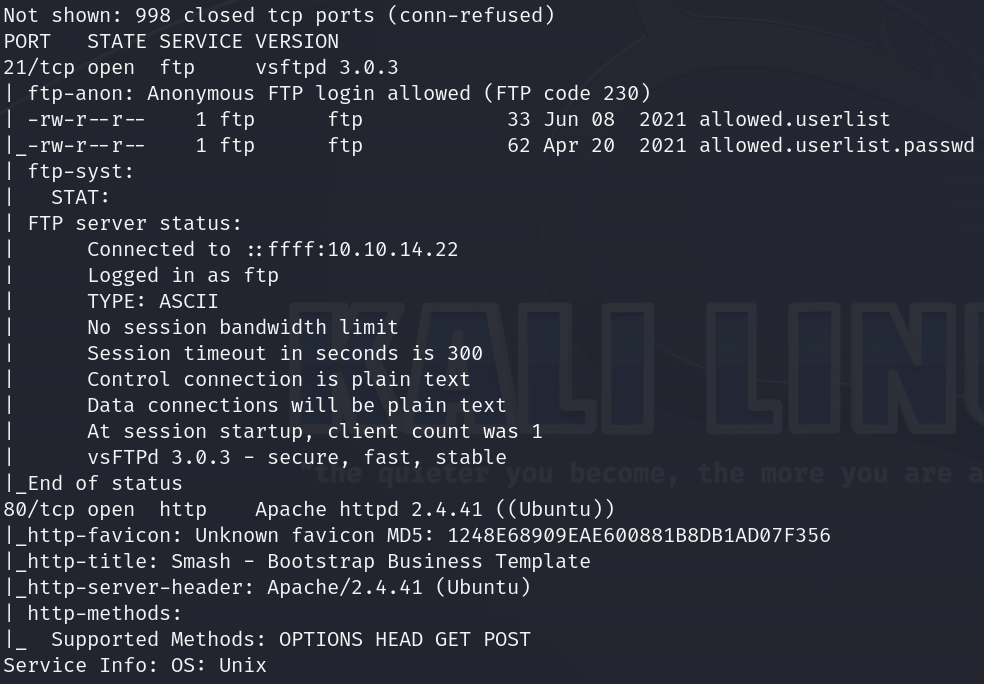 Not shown: 998 closed tcp ports (conn-refused)
PORT   STATE SERVICE VERSION
21/tcp open  ftp     vsftpd 3.0.3
| ftp-anon: Anonymous FTP login allowed (FTP code 230)
| -rw-r--r--    1 ftp      ftp            33 Jun 08  2021 allowed.userlist
|_-rw-r--r--    1 ftp      ftp            62 Apr 20  2021 allowed.userlist.passwd
| ftp-syst:
|   STAT:
| FTP server status:
|      Connected to ::ffff:10.10.14.22
|      Logged in as ftp
|      TYPE: ASCII
|      No session bandwidth limit
|      Session timeout in seconds is 300
|      Control connection is plain text
|      Data connections will be plain text
|      At session startup, client count was 1
|      vsFTPd 3.0.3 - secure, fast, stable
|_End of status
80/tcp open  http    Apache httpd 2.4.41 ((Ubuntu))
|_http-favicon: Unknown favicon MD5: 1248E68909EAE600881B8DB1AD07F356
|_http-title: Smash - Bootstrap Business Template
|_http-server-header: Apache/2.4.41 (Ubuntu)
| http-methods:
|_  Supported Methods: OPTIONS HEAD GET POST
Service Info: OS: Unix
KALI LINU
"the quieter you become, the more you are a